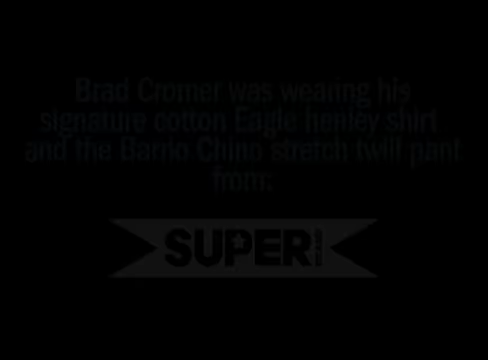 Brad Cromer was wearing his
signature cotton Eagle henley shirt
and the Barrio Chino stretch twill pant
from:
SUPER